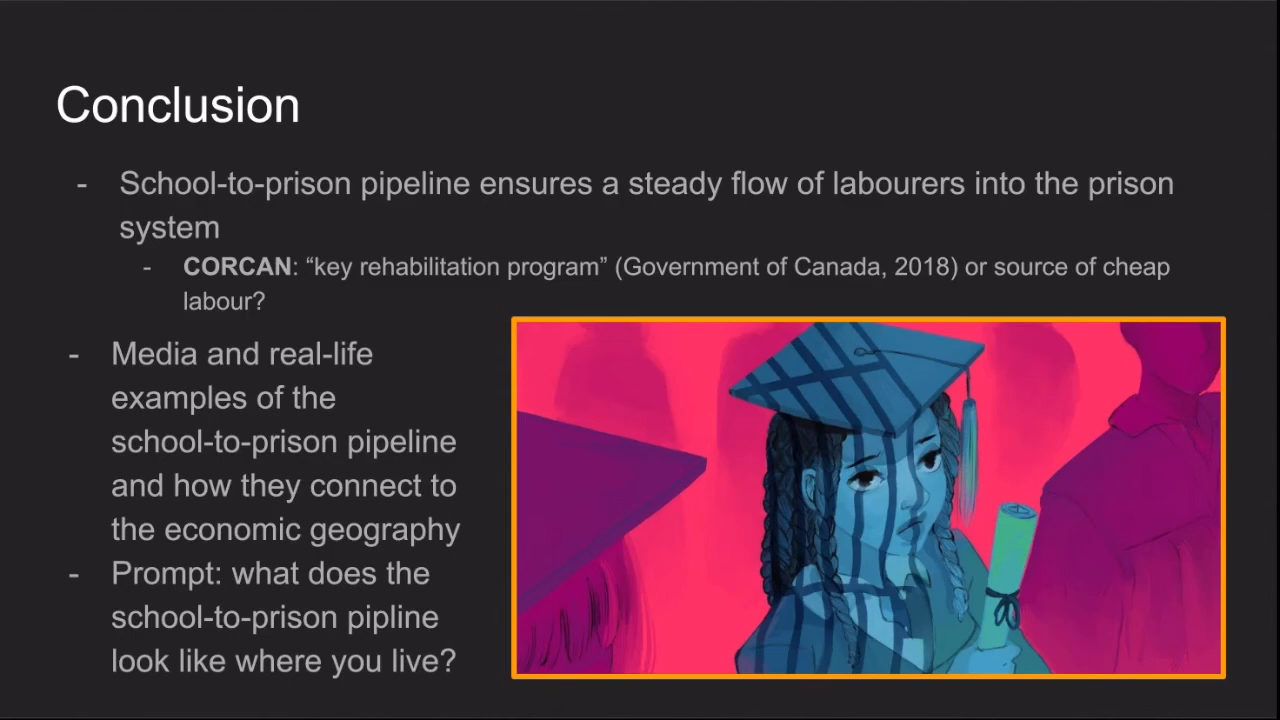 Conclusion
- School-to-prison pipeline ensures a steady flow of labourers into the prison
system
- CORCAN: “key rehabilitation program” (Government of Canada, 2018) or source of cheap
labour?
- Media and real-life
examples of the
school-to-prison pipeline
and how they connect to
the economic geography
- Prompt: what does the
school-to-prison pipline
look like where you live?